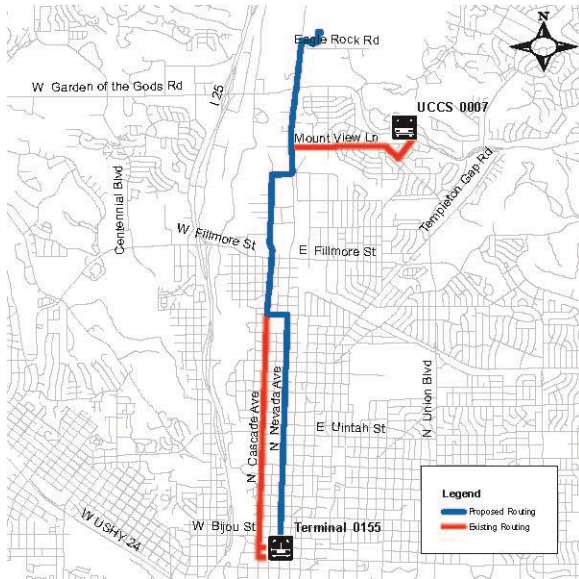 N
Eagle Rock Rd
W Garden of the Gods Rd
I 25
UCCS 0007
Mount View Ln
Templeton Gap Rd
Centennial Blvd
W Fillmore St
E Fillmore St
N Cascade Ave
N Nevada Ave
E Uintah St
N Union Blvd
W USHY 24
W Bijou St
Terminal 0155
Legend
Proposed Routing
Existing Routing